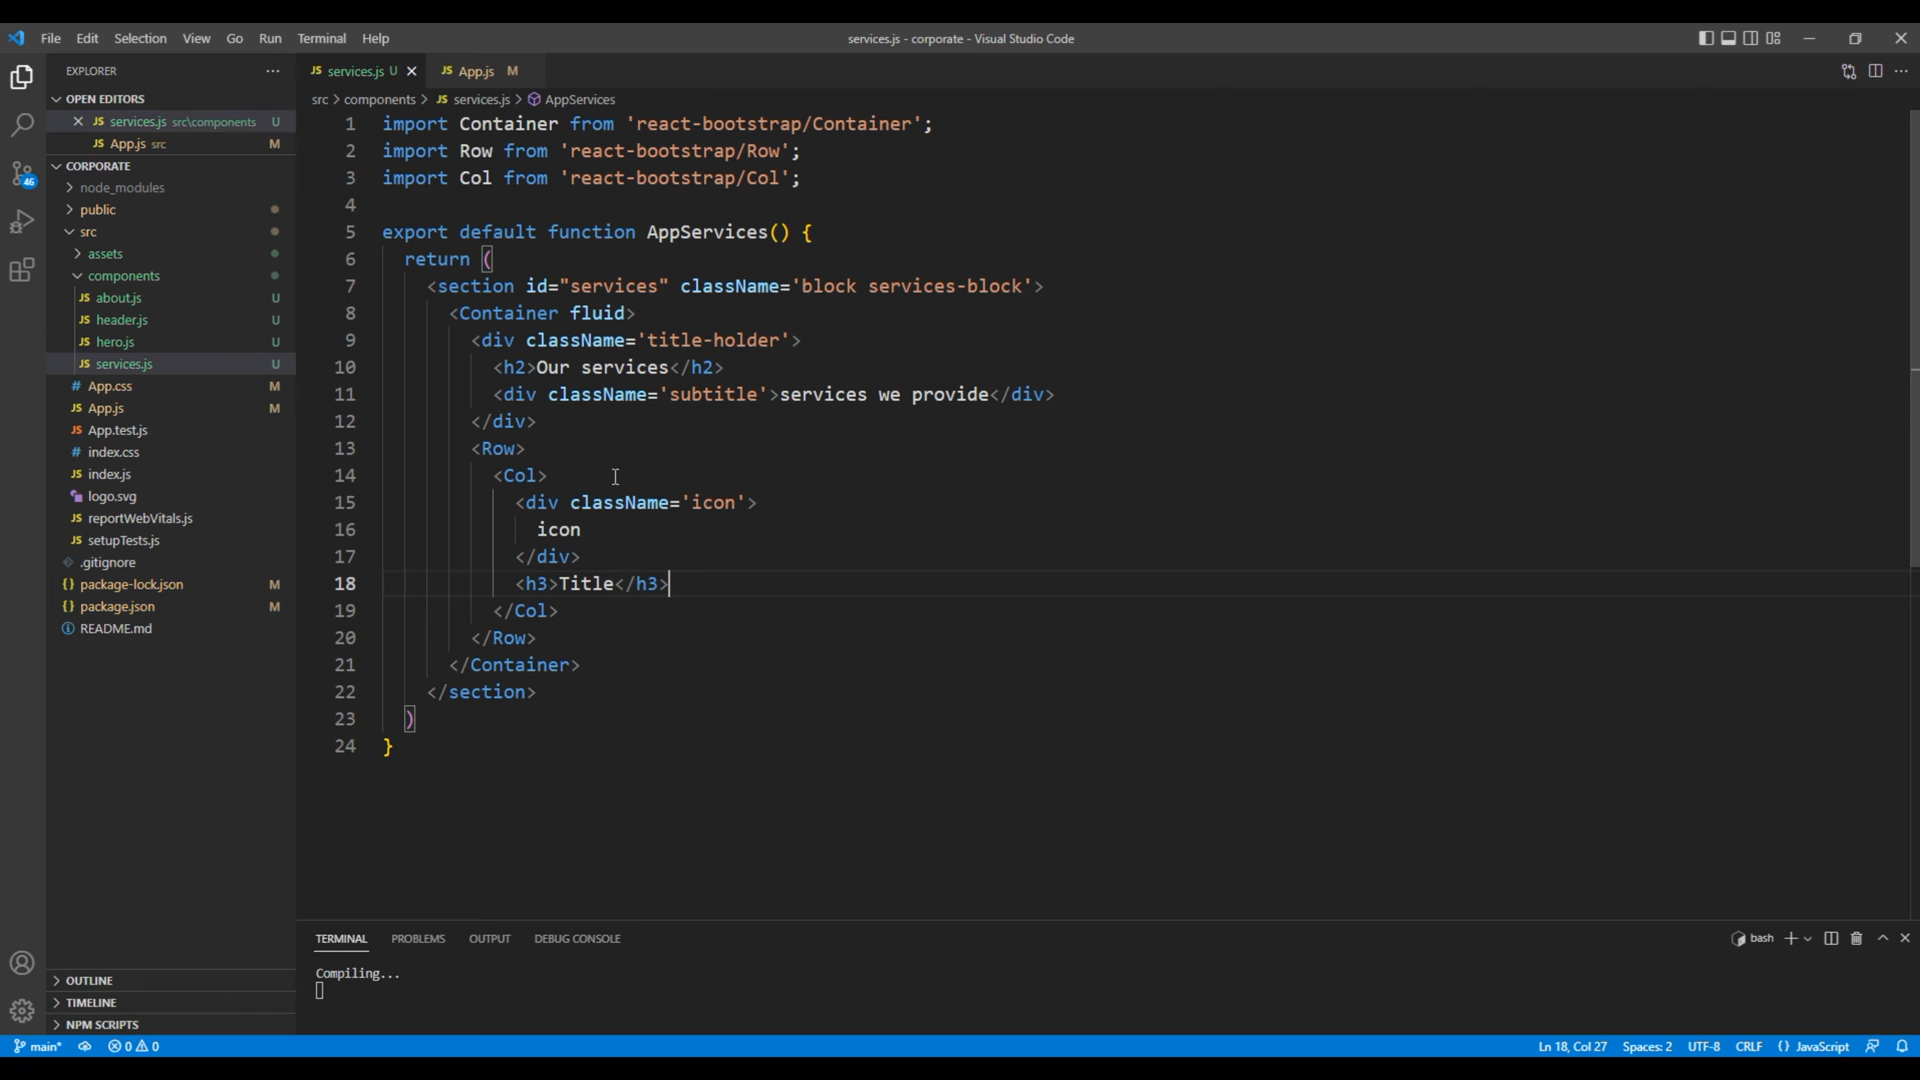 File Edit Selection View Go Run Terminal Help
services.js - corporate - Visual Studio Code
EXPLORER
OPEN EDITORS
services.js src\components U
App.js src M
CORPORATE
node_modules
public
src
assets
components
about.js U
header.js U
hero.js U
services.js U
App.css M
App.js M
App.test.js
index.css
index.js
logo.svg
reportWebVitals.js
setupTests.js
.gitignore
package-lock.json M
package.json M
README.md
OUTLINE
TIMELINE
NPM SCRIPTS
46
services.js U App.js M
src > components > services.js > AppServices
1 import Container from 'react-bootstrap/Container';
2 import Row from 'react-bootstrap/Row';
3 import Col from 'react-bootstrap/Col';
4
5 export default function AppServices() {
6 return (
7 <section id="services" className='block services-block'>
8 <Container fluid>
9 <div className='title-holder'>
10 <h2>Our services</h2>
11 <div className='subtitle'>services we provide</div>
12 </div>
13 <Row>
14 <Col>
15 <div className='icon'>
16 icon
17 </div>
18 <h3>Title</h3>
19 </Col>
20 </Row>
21 </Container>
22 </section>
23 )
24 }
TERMINAL PROBLEMS OUTPUT DEBUG CONSOLE
bash
Compiling...
main* 0 0
Ln 18, Col 27 Spaces: 2 UTF-8 CRLF {} JavaScript